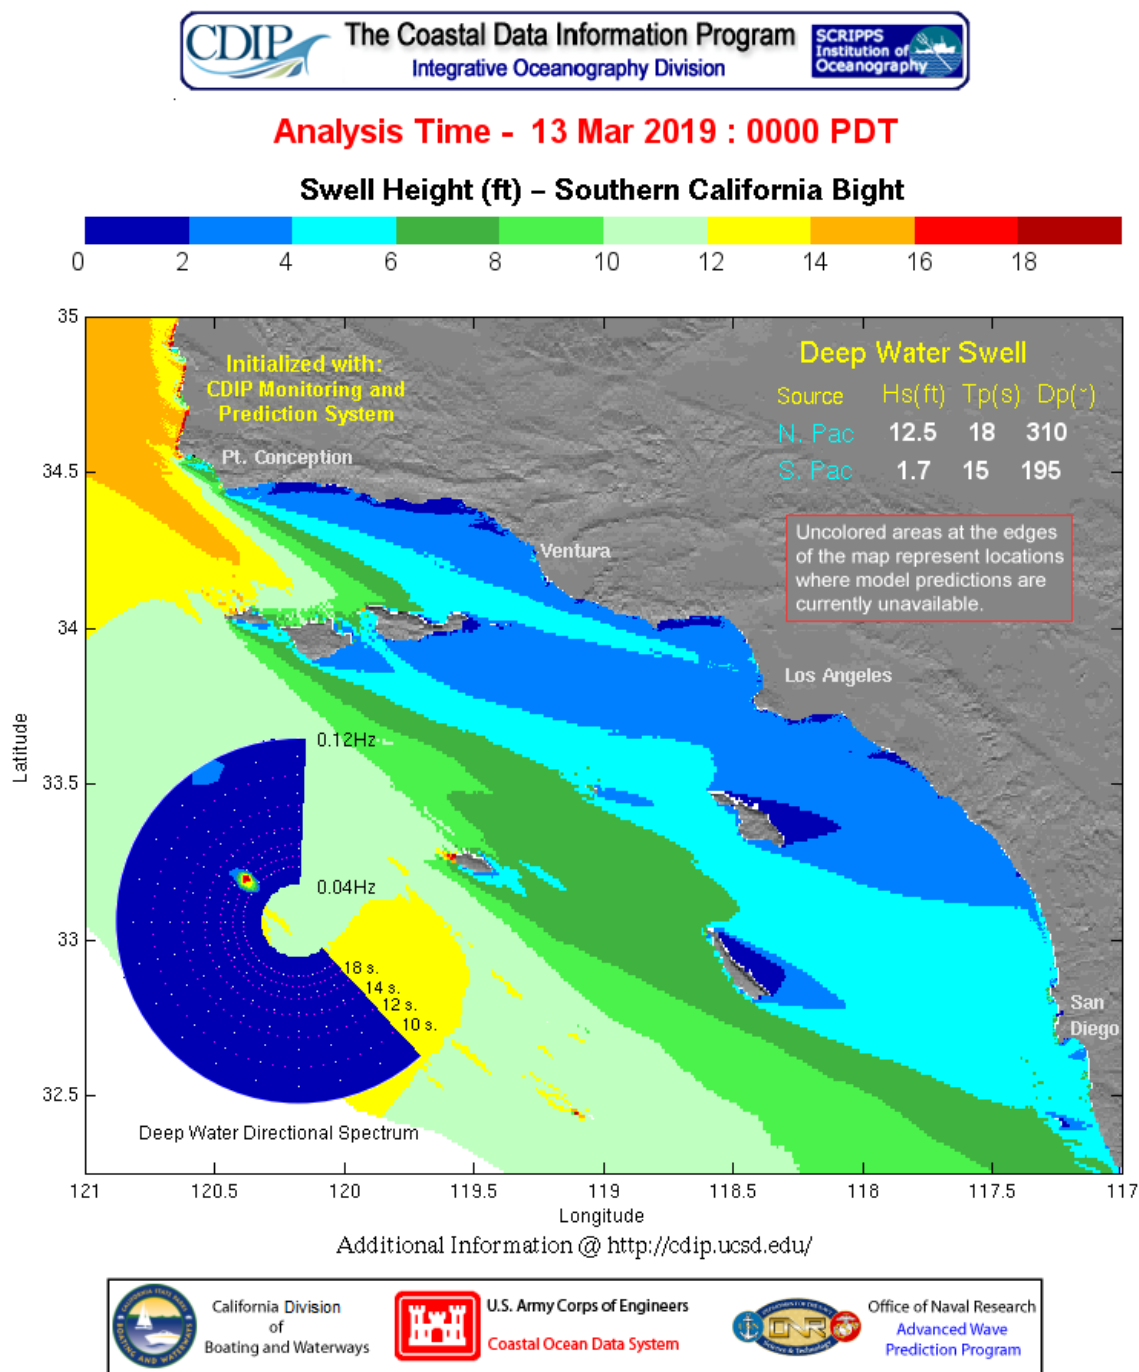 CDIP
The Coastal Data Information Program
Integrative Oceanography Division
SCRIPPS
Institution of
Oceanography
Analysis Time - 13 Mar 2019 : 0000 PDT
Swell Height (ft) – Southern California Bight
0 2 4 6 8 10 12 14 16 18
35
34.5
34
33.5
33
32.5
Latitude
Initialized with:
CDIP Monitoring and
Prediction System
Pt. Conception
Ventura
Los Angeles
San
Diego
Deep Water Swell
Source Hs(ft) Tp(s) Dp(˘)
N. Pac 12.5 18 310
S. Pac 1.7 15 195
Uncolored areas at the edges
of the map represent locations
where model predictions are
currently unavailable.
0.12Hz
0.04Hz
18 s.
14 s.
12 s.
10 s.
Deep Water Directional Spectrum
121 120.5 120 119.5 119 118.5 118 117.5 117
Longitude
Additional Information @ http://cdip.ucsd.edu/
California Division
of
Boating and Waterways
U.S. Army Corps of Engineers
Coastal Ocean Data System
ONR
Office of Naval Research
Advanced Wave
Prediction Program